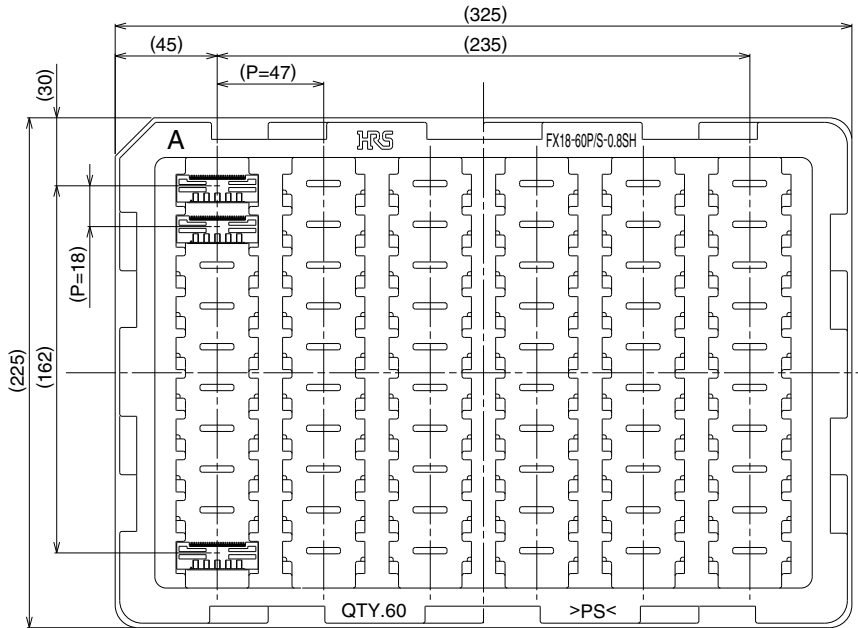 (325)
(45)
(235)
(P=47)
(30)
A
HRS
FX18-60P/S-0.8SH
(P=18)
(162)
(225)
QTY.60
>PS<